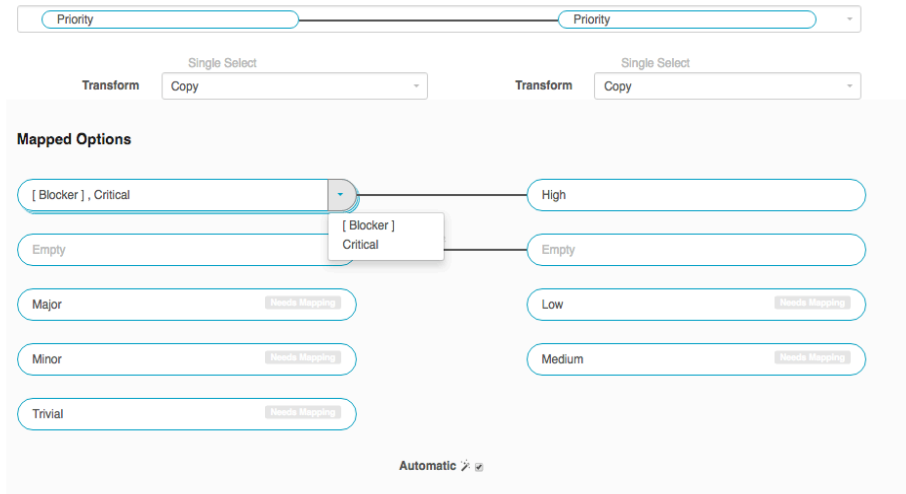 Priority Priority
Single Select Single Select
Transform Copy Transform Copy
Mapped Options
[ Blocker ] , Critical High
[ Blocker ]
Critical
Empty Empty
Major Needs Mapping Low Needs Mapping
Minor Needs Mapping Medium Needs Mapping
Trivial Needs Mapping
Automatic